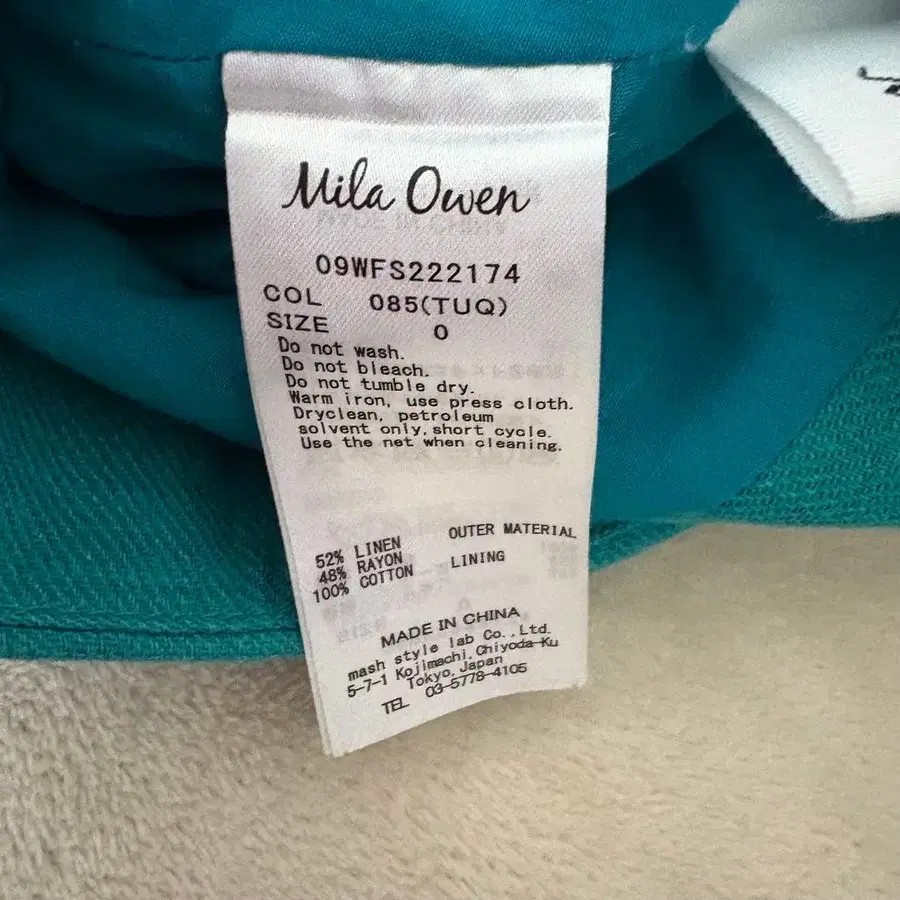 Mila Owen
09WFS222174
COL 085(TUQ)
SIZE 0
Do not wash.
Do not bleach.
Do not tumble dry.
Warm iron, use press cloth.
Dryclean, petroleum
solvent only, short cycle.
Use the net when cleaning.
52% LINEN OUTER MATERIAL
48% RAYON
100% COTTON LINING
MADE IN CHINA
mash style lab Co.,Ltd.
5-7-1 Kojimachi,Chiyoda-Ku
Tokyo,Japan
TEL 03-5778-4105